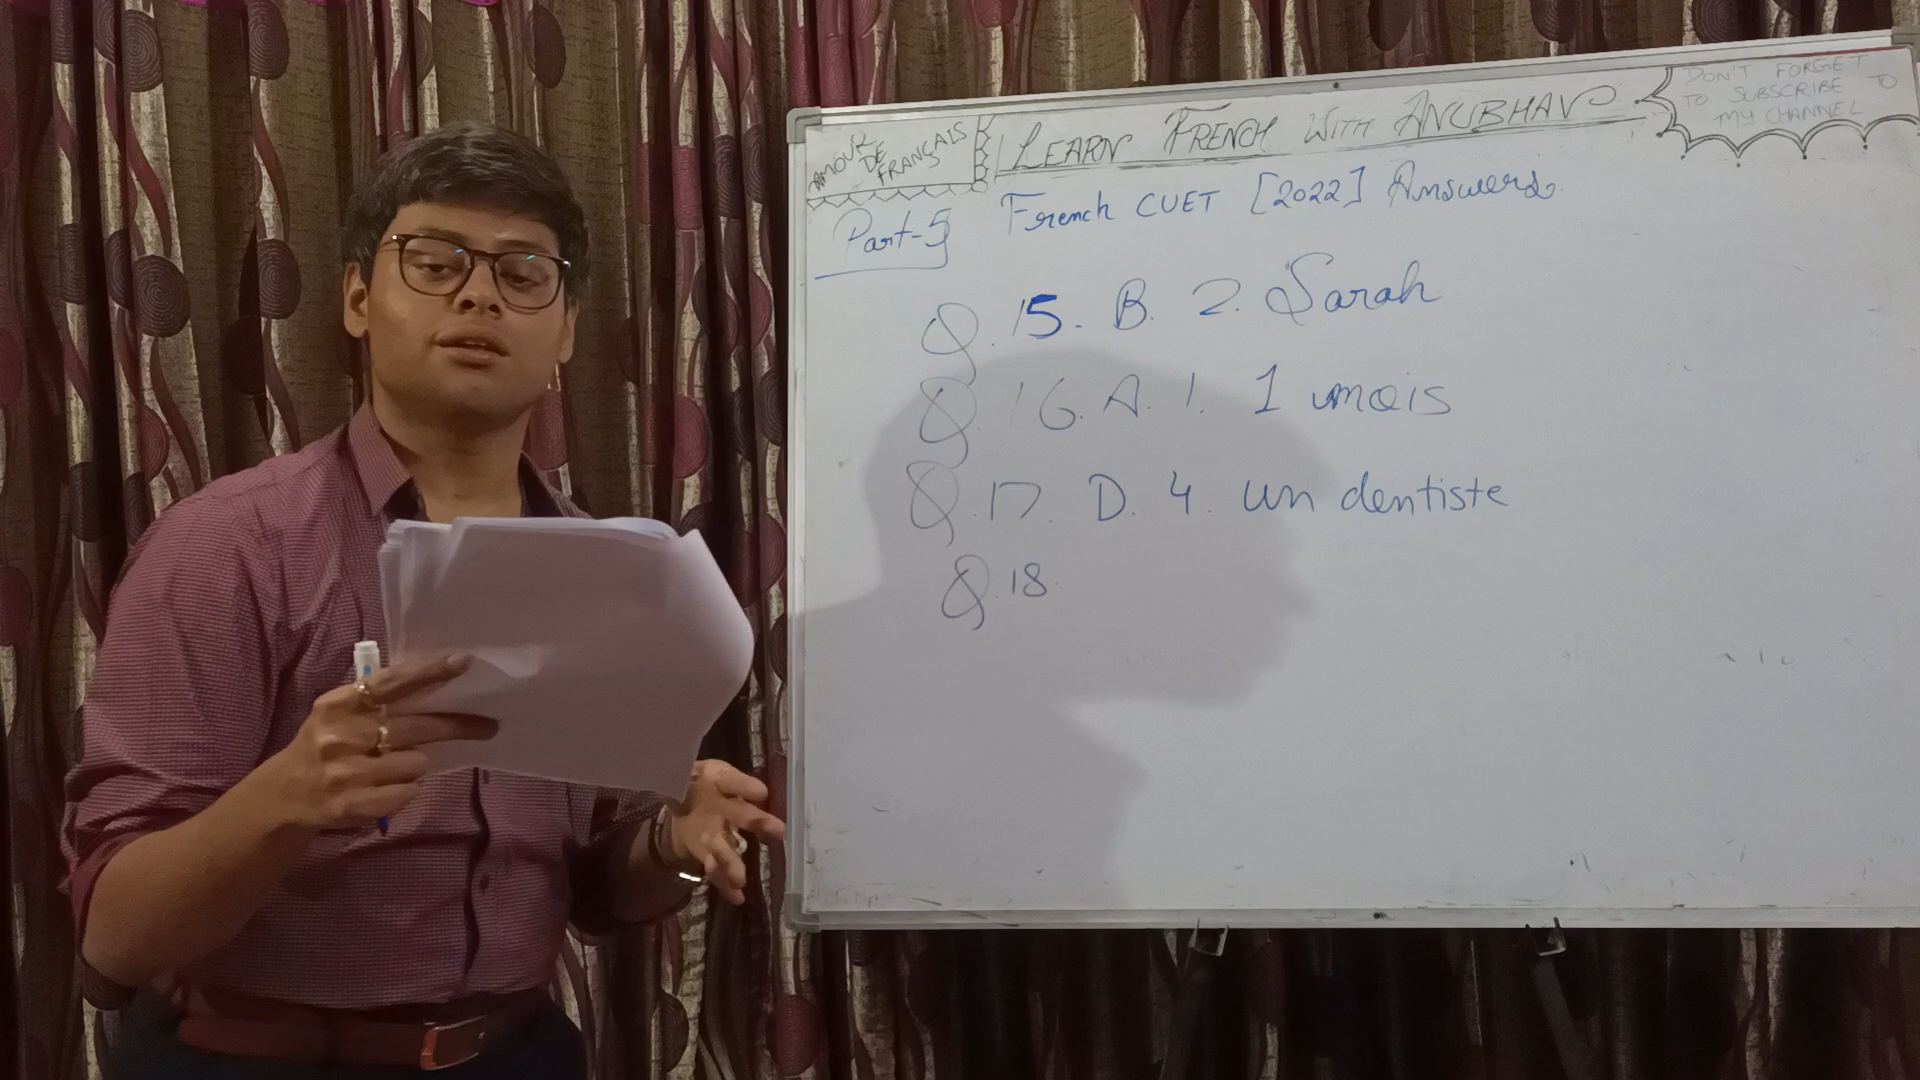 AMOUR
DE
FRANÇAIS
LEARN FRENCH WITH ANUBHAV
DON'T FORGET
TO SUBSCRIBE TO
MY CHANNEL
Part-5 French CUET [2022] Answers
Q. 15. B. 2. Sarah
Q. 16. A. 1. 1 mois
Q. 17. D. 4. un dentiste
Q. 18.